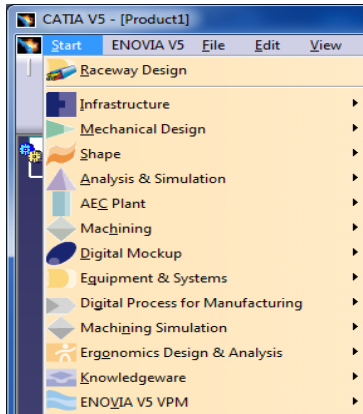 CATIA V5 - [Product1]
Start ENOVIA V5 File Edit View
Raceway Design
Infrastructure
Mechanical Design
Shape
Analysis & Simulation
AEC Plant
Machining
Digital Mockup
Equipment & Systems
Digital Process for Manufacturing
Machining Simulation
Ergonomics Design & Analysis
Knowledgeware
ENOVIA V5 VPM